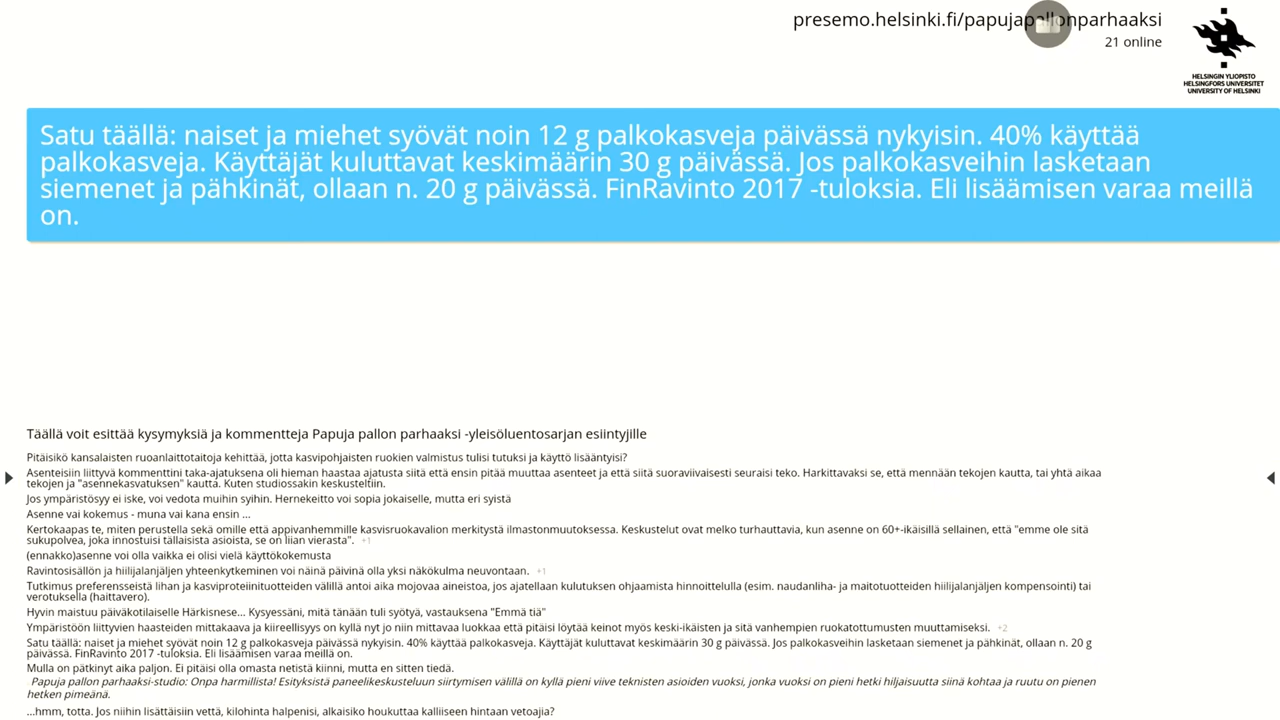 presemo.helsinki.fi/papujapallonparhaaksi
21 online
HELSINGIN YLIOPISTO
HELSINGFORS UNIVERSITET
UNIVERSITY OF HELSINKI
Satu täällä: naiset ja miehet syövät noin 12 g palkokasveja päivässä nykyisin. 40% käyttää
palkokasveja. Käyttäjät kuluttavat keskimäärin 30 g päivässä. Jos palkokasveihin lasketaan
siemenet ja pähkinät, ollaan n. 20 g päivässä. FinRavinto 2017 -tuloksia. Eli lisäämisen varaa meillä
on.
Täällä voit esittää kysymyksiä ja kommentteja Papuja pallon parhaaksi -yleisöluentosarjan esiintyjille
Pitäisikö kansalaisten ruoanlaittotaitoja kehittää, jotta kasvipohjaisten ruokien valmistus tulisi tutuksi ja käyttö lisääntyisi?
Asenteisiin liittyvä kommenttini taka-ajatuksena oli hieman haastaa ajatusta siitä että ensin pitää muuttaa asenteet ja että siitä suoraviivaisesti seuraisi teko. Harkittavaksi se, että mennään tekojen kautta, tai yhtä aikaa
tekojen ja "asennekasvatuksen" kautta. Kuten studiossakin keskusteltiin.
Jos ympäristösyy ei iske, voi vedota muihin syihin. Hernekeitto voi sopia jokaiselle, mutta eri syistä
Asenne vai kokemus - muna vai kana ensin ...
Kertokaapas te, miten perustella sekä omille että appivanhemmille kasvisruokavalion merkitystä ilmastonmuutoksessa. Keskustelut ovat melko turhauttavia, kun asenne on 60+-ikäisillä sellainen, että "emme ole sitä
sukupolvea, joka innostuisi tällaisista asioista, se on liian vierasta". +1
(ennakko)asenne voi olla vaikka ei olisi vielä käyttökokemusta
Ravintosisällön ja hiilijalanjäljen yhteenkytkeminen voi näinä päivinä olla yksi näkökulma neuvontaan. +1
Tutkimus preferensseistä lihan ja kasviproteiinituotteiden välillä antoi aika mojovaa aineistoa, jos ajatellaan kulutuksen ohjaamista hinnoittelulla (esim. naudanliha- ja maitotuotteiden hiilijalanjäljen kompensointi) tai
verotuksella (haittavero).
Hyvin maistuu päiväkotilaiselle Härkisnese... Kysyessäni, mitä tänään tuli syötyä, vastauksena "Emmä tiä"
Ympäristöön liittyvien haasteiden mittakaava ja kiireellisyys on kyllä nyt jo niin mittavaa luokkaa että pitäisi löytää keinot myös keski-ikäisten ja sitä vanhempien ruokatottumusten muuttamiseksi. +2
Satu täällä: naiset ja miehet syövät noin 12 g palkokasveja päivässä nykyisin. 40% käyttää palkokasveja. Käyttäjät kuluttavat keskimäärin 30 g päivässä. Jos palkokasveihin lasketaan siemenet ja pähkinät, ollaan n. 20 g
päivässä. FinRavinto 2017 -tuloksia. Eli lisäämisen varaa meillä on.
Mulla on pätkinyt aika paljon. Ei pitäisi olla omasta netistä kiinni, mutta en sitten tiedä.
Papuja pallon parhaaksi-studio: Onpa harmillista! Esityksistä paneelikeskusteluun siirtymisen välillä on kyllä pieni viive teknisten asioiden vuoksi, jonka vuoksi on pieni hetki hiljaisuutta siinä kohtaa ja ruutu on pienen
hetken pimeänä.
...hmm, totta. Jos niihin lisättäisiin vettä, kilohinta halpenisi, alkaisiko houkuttaa kalliiseen hintaan vetoajia?